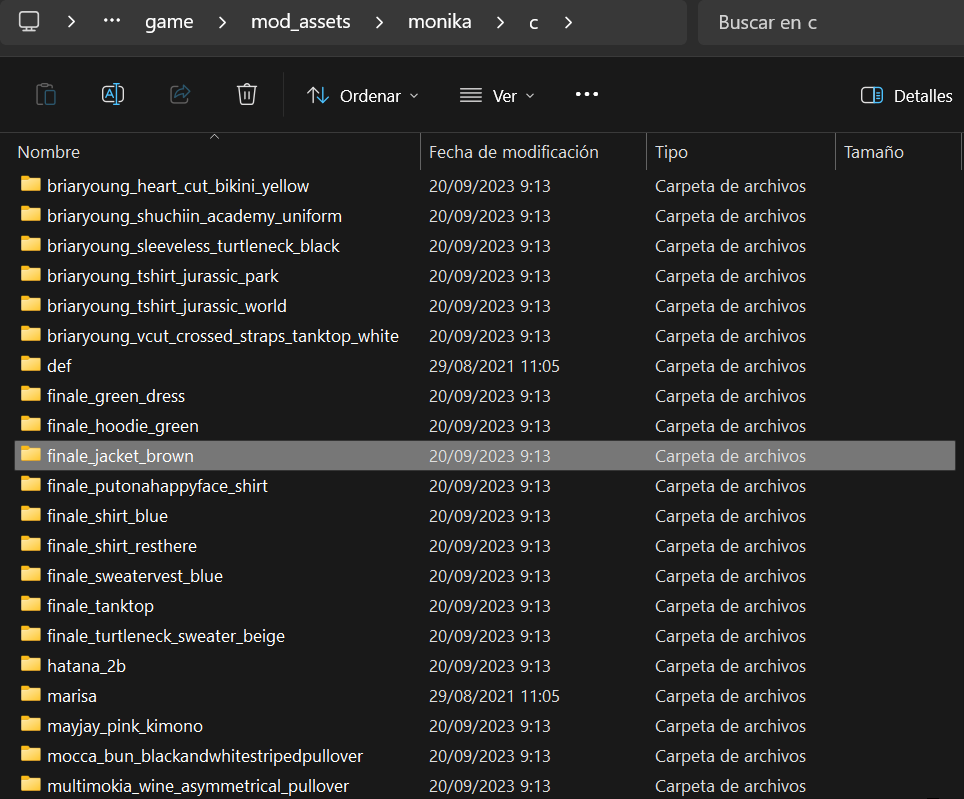 … game mod_assets monika c Buscar en c
Ordenar Ver … Detalles
Nombre Fecha de modificación Tipo Tamaño
briaryoung_heart_cut_bikini_yellow 20/09/2023 9:13 Carpeta de archivos
briaryoung_shuchiin_academy_uniform 20/09/2023 9:13 Carpeta de archivos
briaryoung_sleeveless_turtleneck_black 20/09/2023 9:13 Carpeta de archivos
briaryoung_tshirt_jurassic_park 20/09/2023 9:13 Carpeta de archivos
briaryoung_tshirt_jurassic_world 20/09/2023 9:13 Carpeta de archivos
briaryoung_vcut_crossed_straps_tanktop_white 20/09/2023 9:13 Carpeta de archivos
def 29/08/2021 11:05 Carpeta de archivos
finale_green_dress 20/09/2023 9:13 Carpeta de archivos
finale_hoodie_green 20/09/2023 9:13 Carpeta de archivos
finale_jacket_brown 20/09/2023 9:13 Carpeta de archivos
finale_putonahappyface_shirt 20/09/2023 9:13 Carpeta de archivos
finale_shirt_blue 20/09/2023 9:13 Carpeta de archivos
finale_shirt_resthere 20/09/2023 9:13 Carpeta de archivos
finale_sweatervest_blue 20/09/2023 9:13 Carpeta de archivos
finale_tanktop 20/09/2023 9:13 Carpeta de archivos
finale_turtleneck_sweater_beige 20/09/2023 9:13 Carpeta de archivos
hatana_2b 20/09/2023 9:13 Carpeta de archivos
marisa 29/08/2021 11:05 Carpeta de archivos
mayjay_pink_kimono 20/09/2023 9:13 Carpeta de archivos
mocca_bun_blackandwhitestripedpullover 20/09/2023 9:13 Carpeta de archivos
multimokia_wine_asymmetrical_pullover 20/09/2023 9:13 Carpeta de archivos